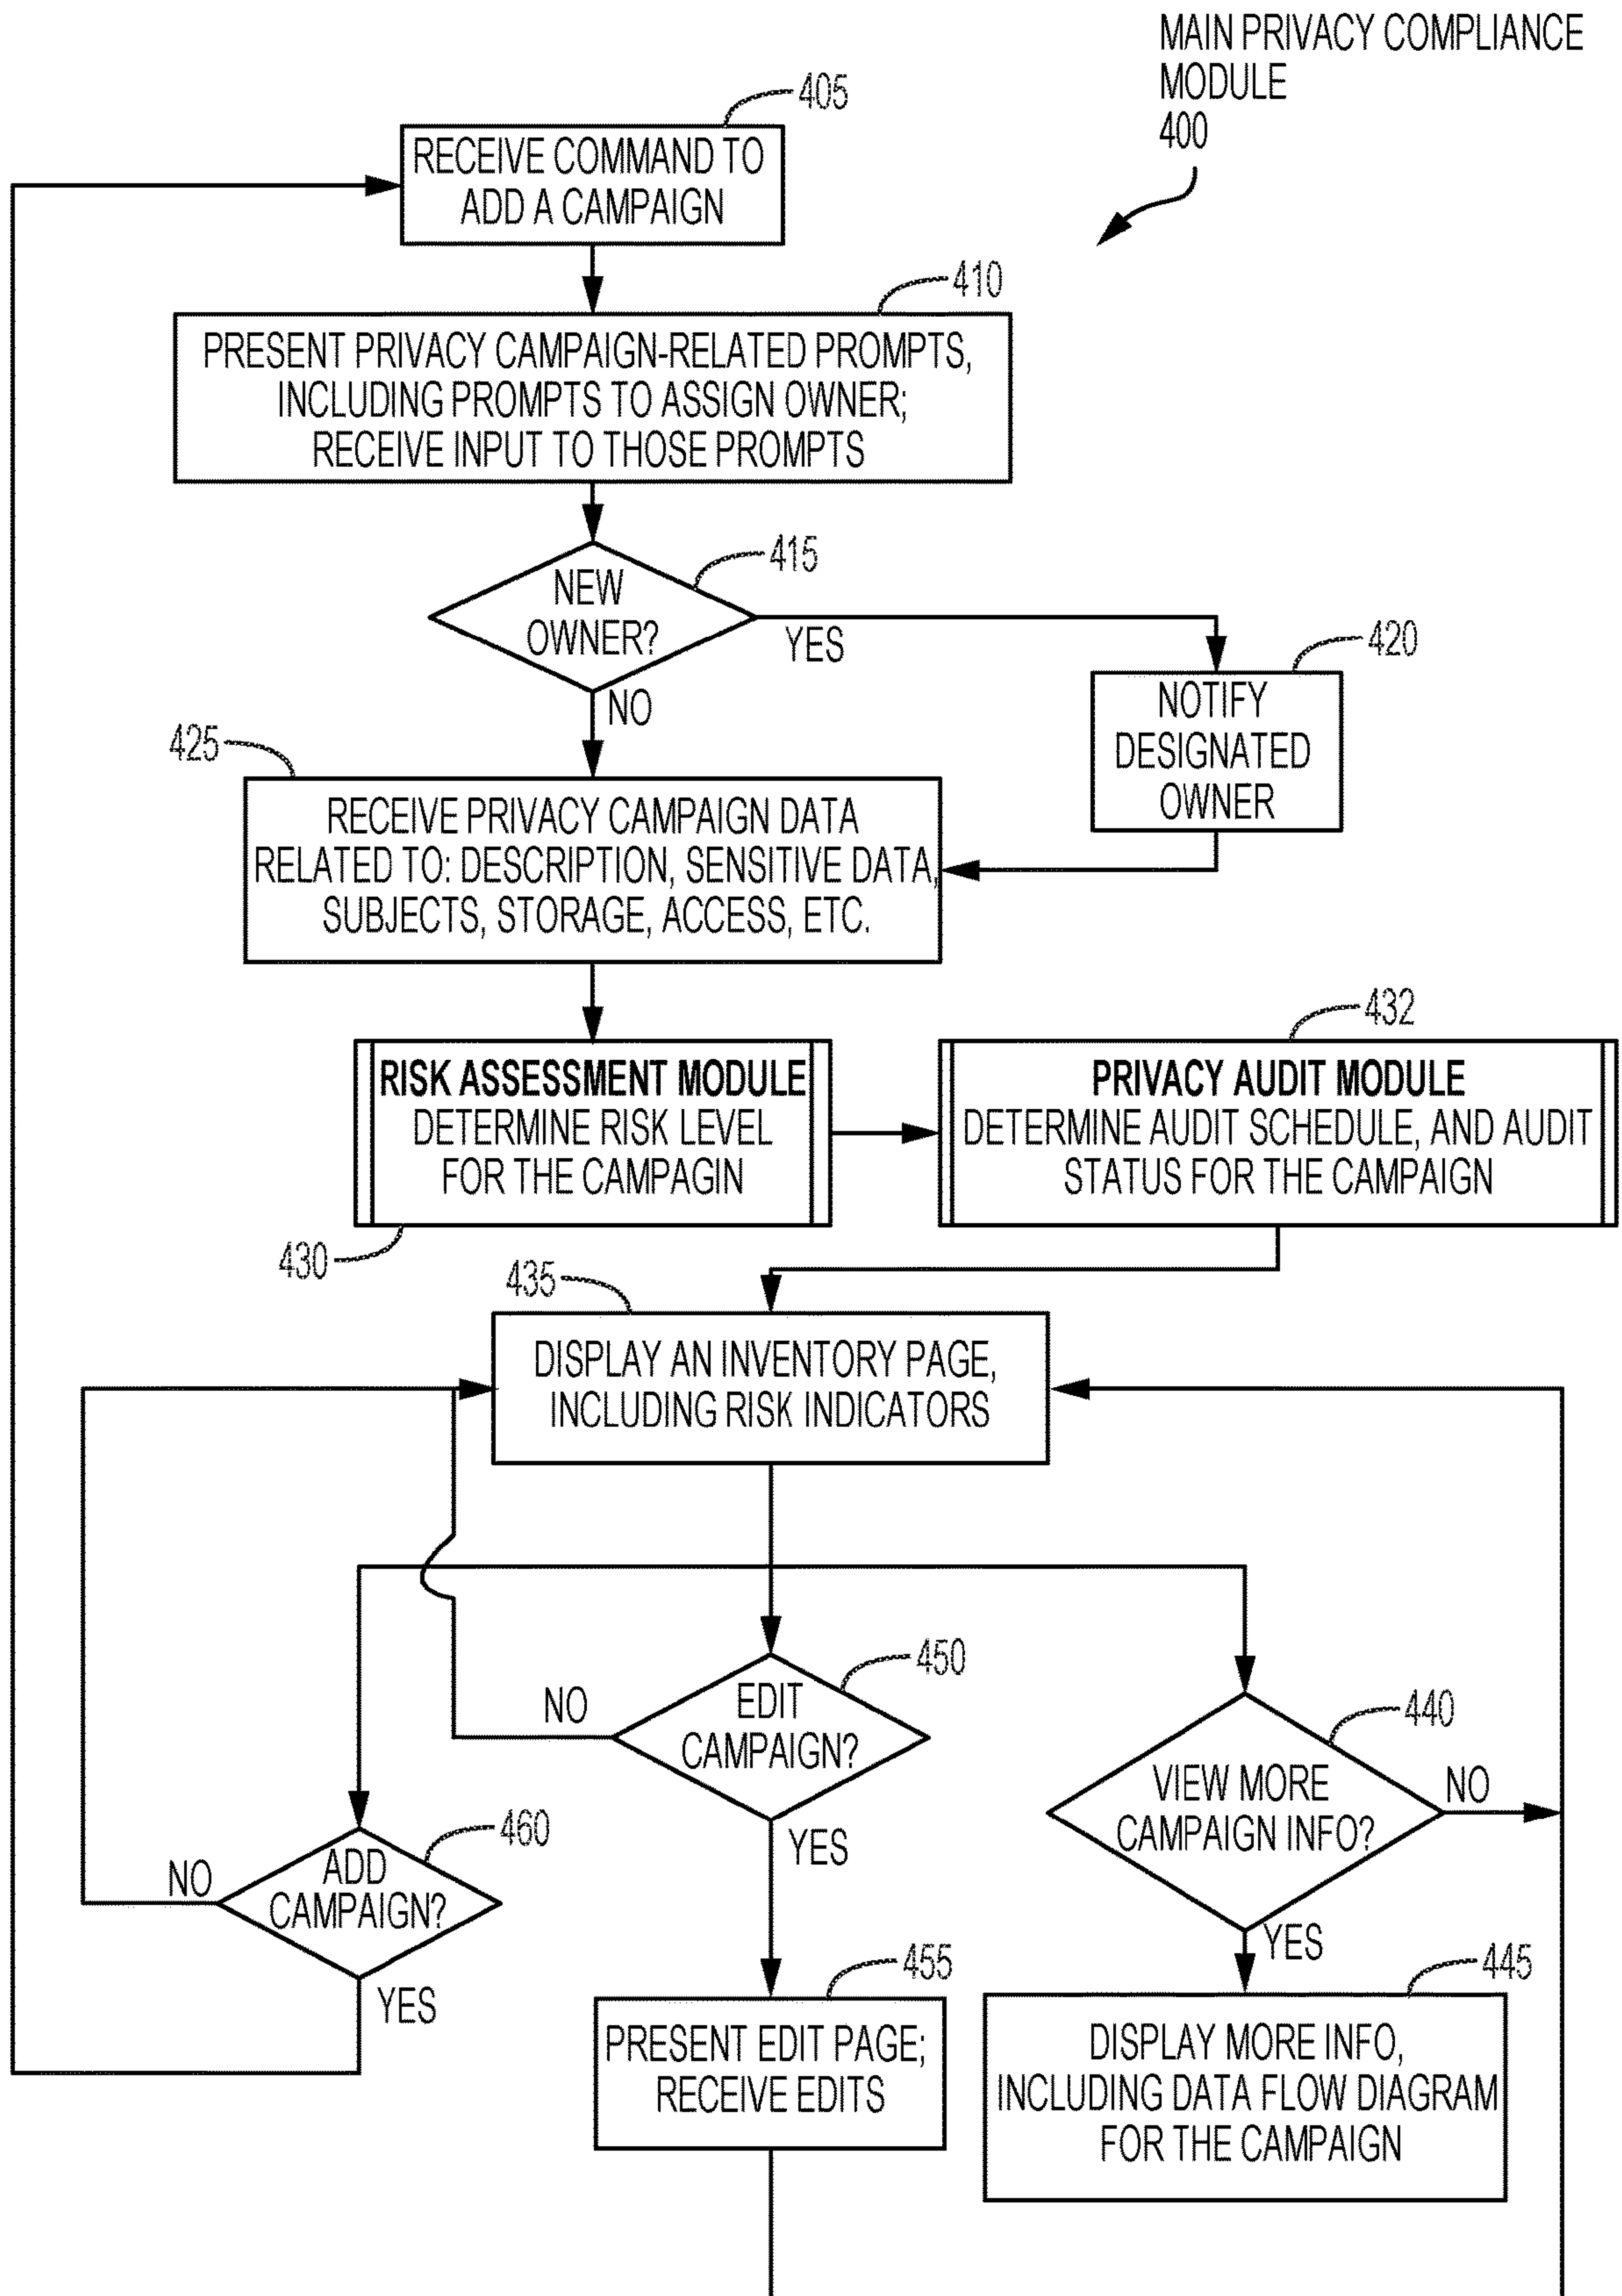 MAIN PRIVACY COMPLIANCE
MODULE
400
405
RECEIVE COMMAND TO
ADD A CAMPAIGN
410
PRESENT PRIVACY CAMPAIGN-RELATED PROMPTS,
INCLUDING PROMPTS TO ASSIGN OWNER;
RECEIVE INPUT TO THOSE PROMPTS
415
NEW
OWNER?
YES
NO
420
NOTIFY
DESIGNATED
OWNER
425
RECEIVE PRIVACY CAMPAIGN DATA
RELATED TO: DESCRIPTION, SENSITIVE DATA,
SUBJECTS, STORAGE, ACCESS, ETC.
RISK ASSESSMENT MODULE
DETERMINE RISK LEVEL
FOR THE CAMPAGIN
430
432
PRIVACY AUDIT MODULE
DETERMINE AUDIT SCHEDULE, AND AUDIT
STATUS FOR THE CAMPAIGN
435
DISPLAY AN INVENTORY PAGE,
INCLUDING RISK INDICATORS
450
EDIT
CAMPAIGN?
NO
YES
440
VIEW MORE
CAMPAIGN INFO?
NO
YES
460
ADD
CAMPAIGN?
NO
YES
455
PRESENT EDIT PAGE;
RECEIVE EDITS
445
DISPLAY MORE INFO,
INCLUDING DATA FLOW DIAGRAM
FOR THE CAMPAIGN